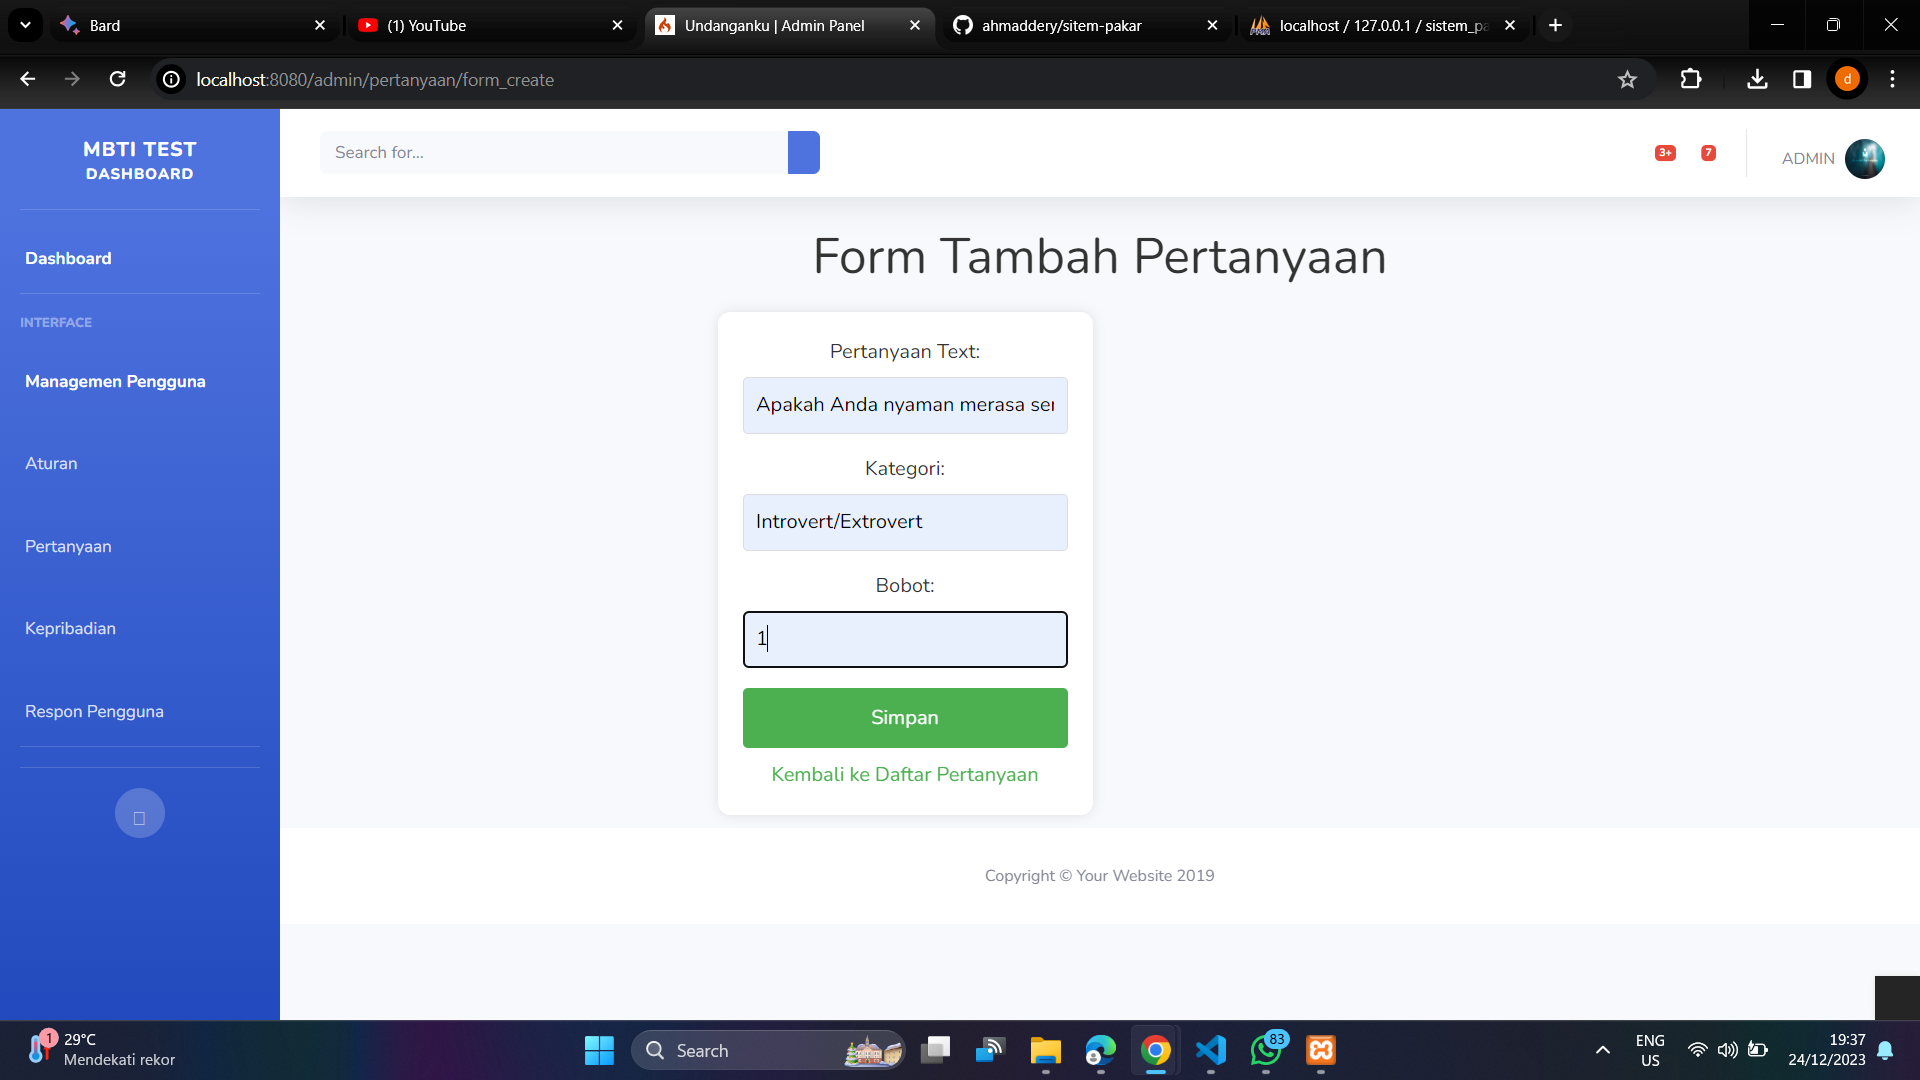 Bard
(1) YouTube
Undanganku | Admin Panel
ahmaddery/sitem-pakar
localhost / 127.0.0.1 / sistem_pa
localhost:8080/admin/pertanyaan/form_create
d
MBTI TEST
DASHBOARD
Search for...
3+
7
ADMIN
Dashboard
INTERFACE
Managemen Pengguna
Aturan
Pertanyaan
Kepribadian
Respon Pengguna
Form Tambah Pertanyaan
Pertanyaan Text:
Apakah Anda nyaman merasa ser
Kategori:
Introvert/Extrovert
Bobot:
1
Simpan
Kembali ke Daftar Pertanyaan
Copyright © Your Website 2019
1
29°C
Mendekati rekor
Search
83
ENG
US
19:37
24/12/2023